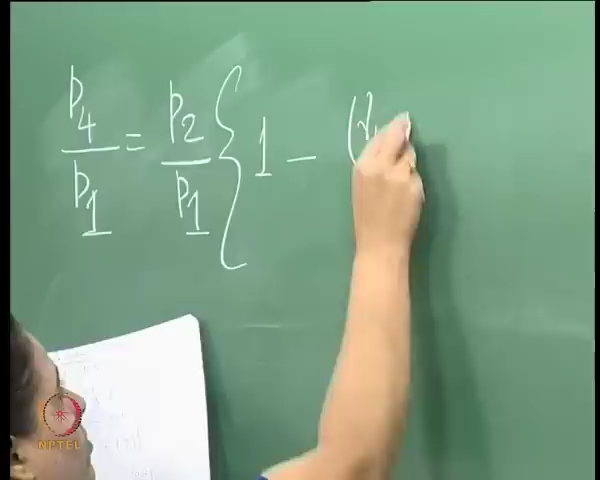 p4/p1 = p2/p1 { 1 - (γ
NPTEL